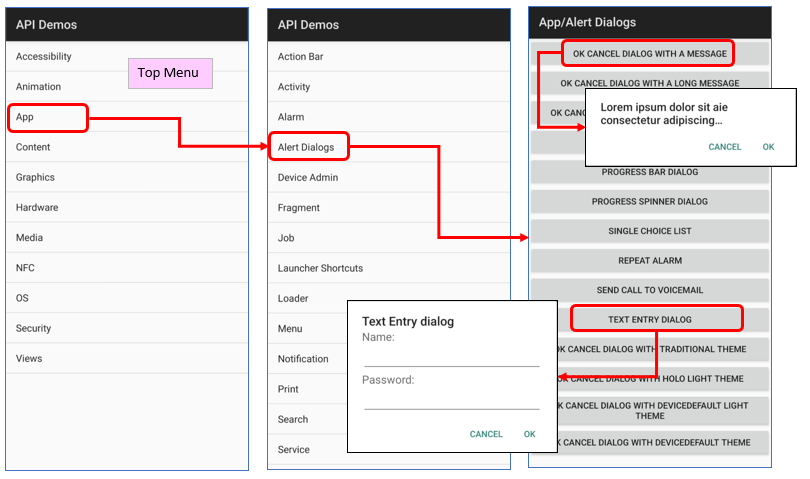 API Demos
Accessibility
Top Menu
Animation
App
Content
Graphics
Hardware
Media
NFC
OS
Security
Views
API Demos
Action Bar
Activity
Alarm
Alert Dialogs
Device Admin
Fragment
Job
Launcher Shortcuts
Loader
Menu
Notification
Print
Search
Service
Text Entry dialog
Name:
Password:
CANCEL OK
App/Alert Dialogs
OK CANCEL DIALOG WITH A MESSAGE
OK CANCEL DIALOG WITH A LONG MESSAGE
OK CANC
Lorem ipsum dolor sit aie
consectetur adipiscing...
CANCEL OK
PROGRESS BAR DIALOG
PROGRESS SPINNER DIALOG
SINGLE CHOICE LIST
REPEAT ALARM
SEND CALL TO VOICEMAIL
TEXT ENTRY DIALOG
OK CANCEL DIALOG WITH TRADITIONAL THEME
OK CANCEL DIALOG WITH HOLO LIGHT THEME
K CANCEL DIALOG WITH DEVICEDEFAULT LIGHT
THEME
K CANCEL DIALOG WITH DEVICEDEFAULT THEME